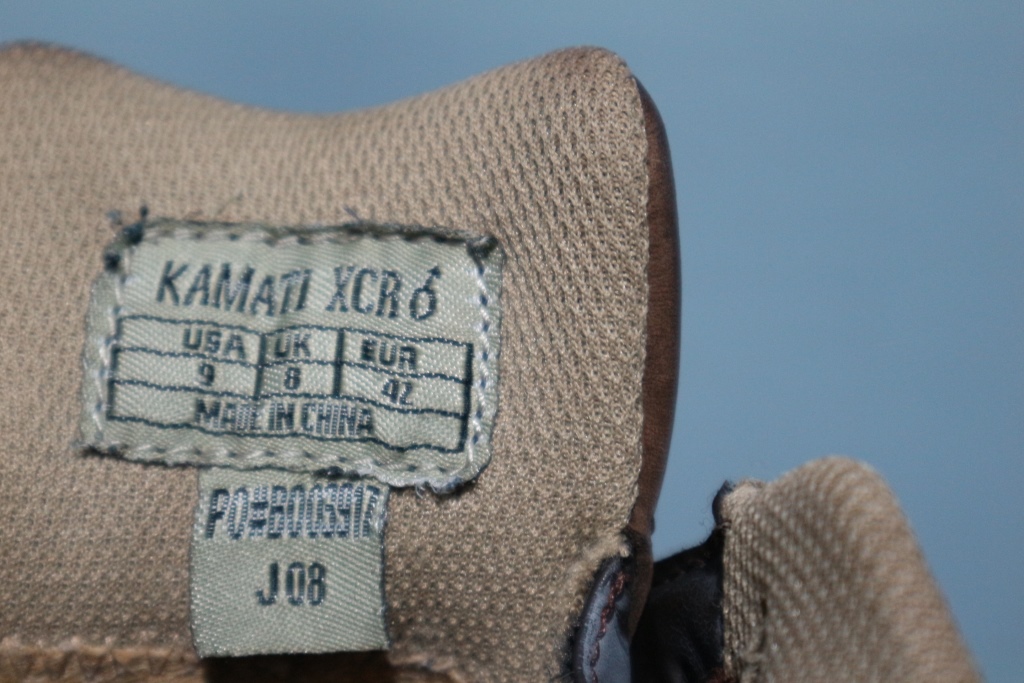 KAMATI XCR ♂
USA UK EUR
9 8 42
MADE IN CHINA
J08